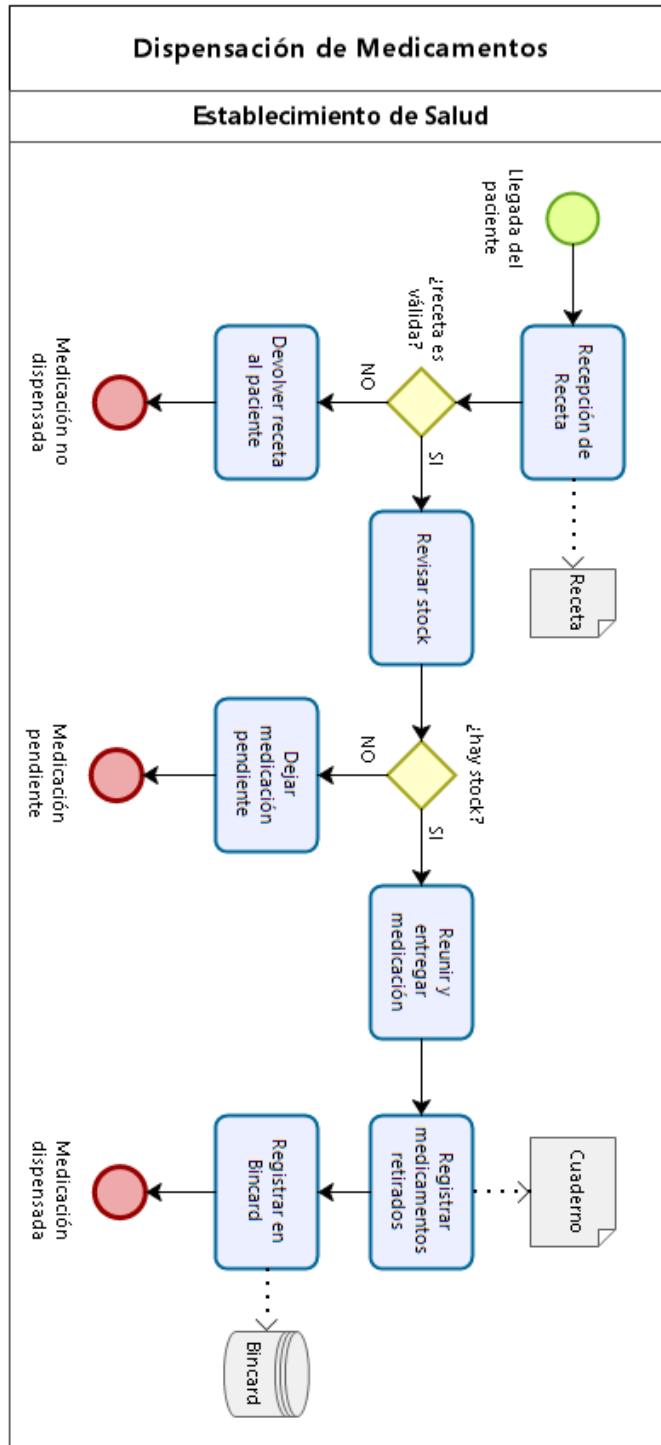 Dispensación de Medicamentos
Establecimiento de Salud
Llegada del
paciente
Recepción de
Receta
Receta
¿receta es
válida?
NO
SI
Devolver receta
al paciente
Medicación no
dispensada
Revisar stock
¿hay stock?
NO
SI
Dejar
medicación
pendiente
Medicación
pendiente
Reunir y
entregar
medicación
Registrar
medicamentos
retirados
Cuaderno
Registrar en
Bincard
Bincard
Medicación
dispensada